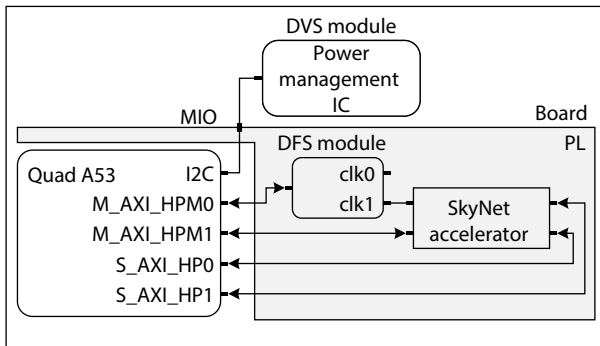 DVS module
Power
management
IC
MIO
Board
DFS module
PL
Quad A53
I2C
clk0
M_AXI_HPM0
clk1
SkyNet
accelerator
M_AXI_HPM1
S_AXI_HP0
S_AXI_HP1